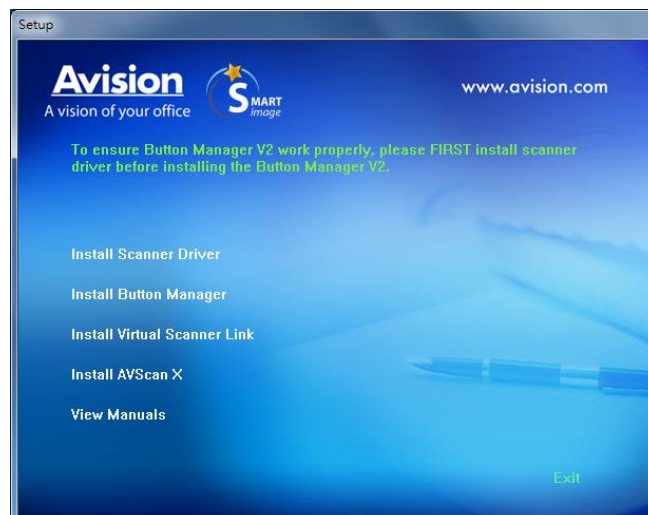 Setup
Avision
A vision of your office
SMART
image
www.avision.com
To ensure Button Manager V2 work properly, please FIRST install scanner
driver before installing the Button Manager V2.
Install Scanner Driver
Install Button Manager
Install Virtual Scanner Link
Install AVScan X
View Manuals
Exit